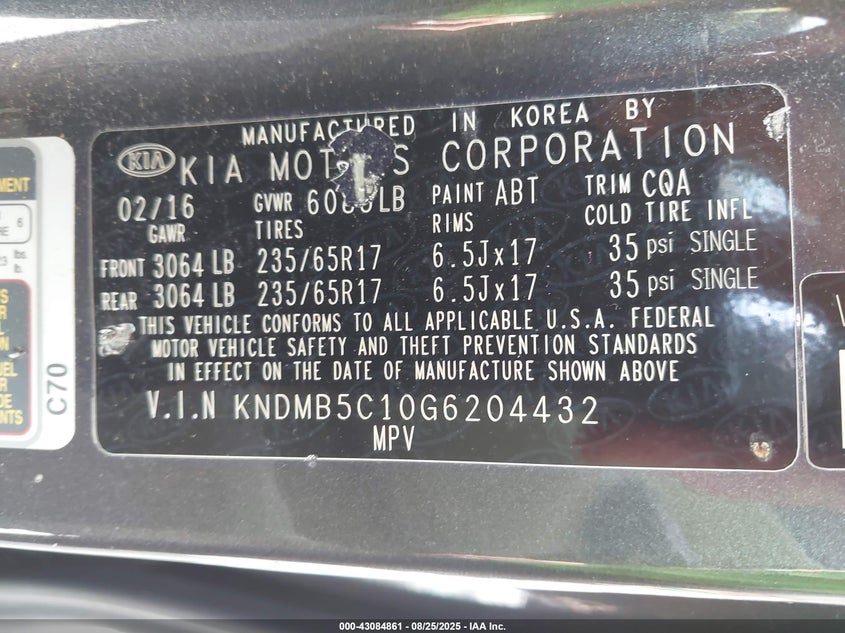 MANUFACTURED IN KOREA BY
KIA KIA MOTORS CORPORATION
02/16 GVWR LB PAINT ABT TRIM CQA
GAWR TIRES RIMS COLD TIRE INFL
FRONT 3064 LB 235/65R17 6.5Jx17 35 psi SINGLE
REAR 3064 LB 235/65R17 6.5Jx17 35 psi SINGLE
THIS VEHICLE CONFORMS TO ALL APPLICABLE U.S.A. FEDERAL
MOTOR VEHICLE SAFETY AND THEFT PREVENTION STANDARDS
IN EFFECT ON THE DATE OF MANUFACTURE SHOWN ABOVE
V.I.N KNDMB5C10G6204432
MPV
C70
000-43084861 - 08/25/2025 - IAA Inc.